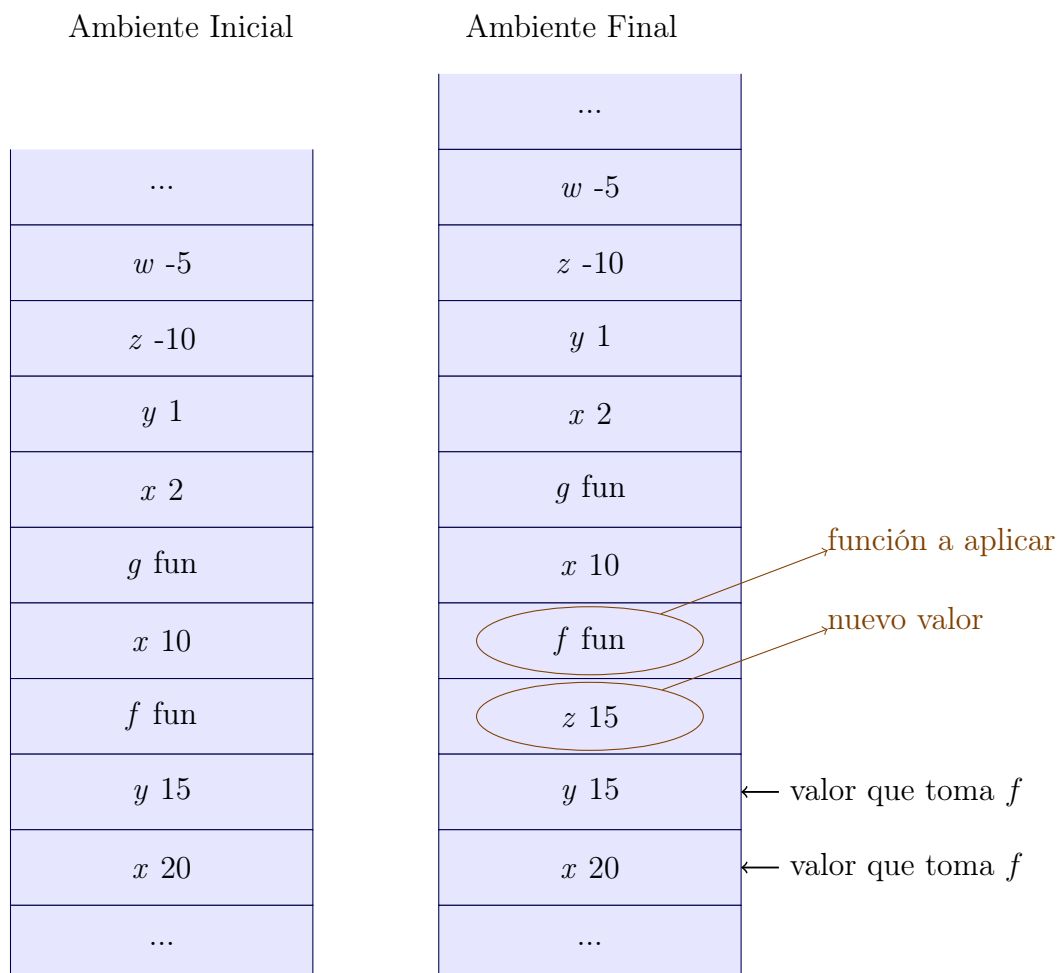 Ambiente Inicial
...
w -5
z -10
y 1
x 2
g fun
x 10
f fun
y 15
x 20
...
Ambiente Final
...
w -5
z -10
y 1
x 2
g fun
x 10
f fun
z 15
y 15
x 20
...
función a aplicar
nuevo valor
valor que toma f
valor que toma f